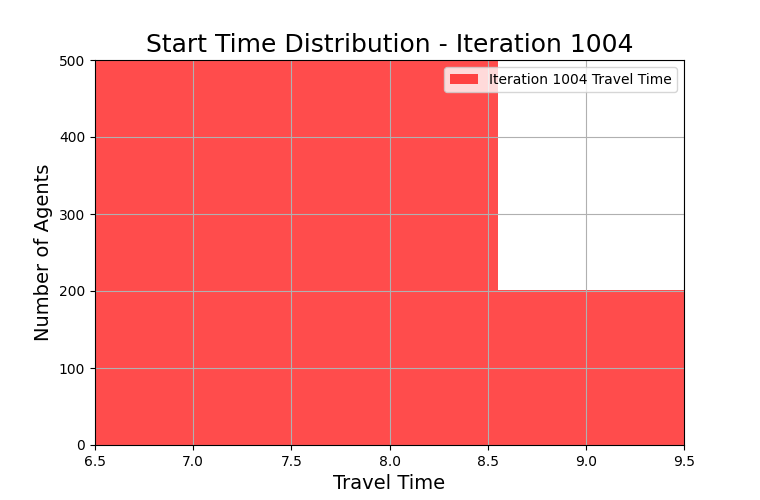 Start Time Distribution - Iteration 1004
Iteration 1004 Travel Time
Number of Agents
500
400
300
200
100
0
6.5 7.0 7.5 8.0 8.5 9.0 9.5
Travel Time